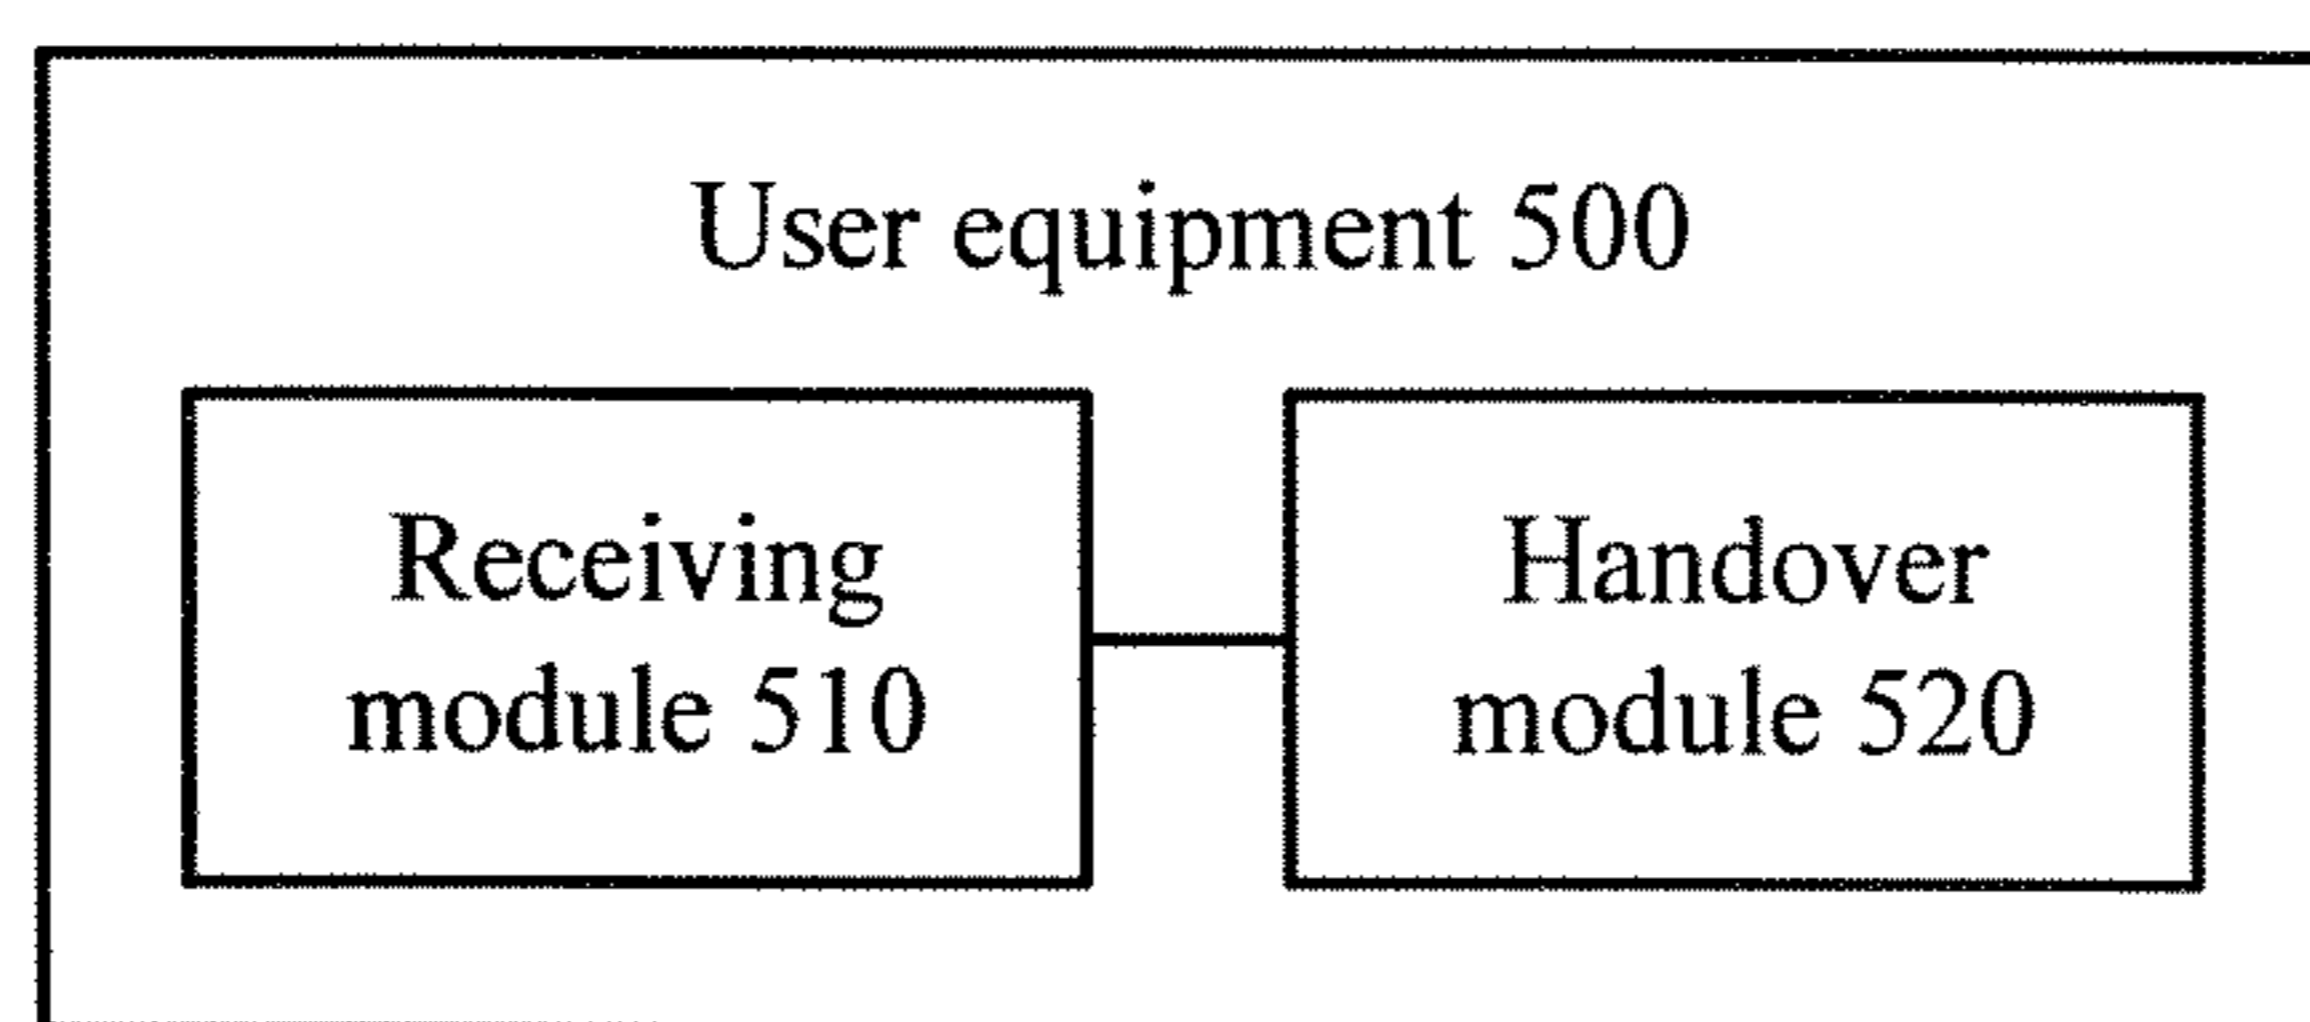 User equipment 500
Receiving
module 510
Handover
module 520